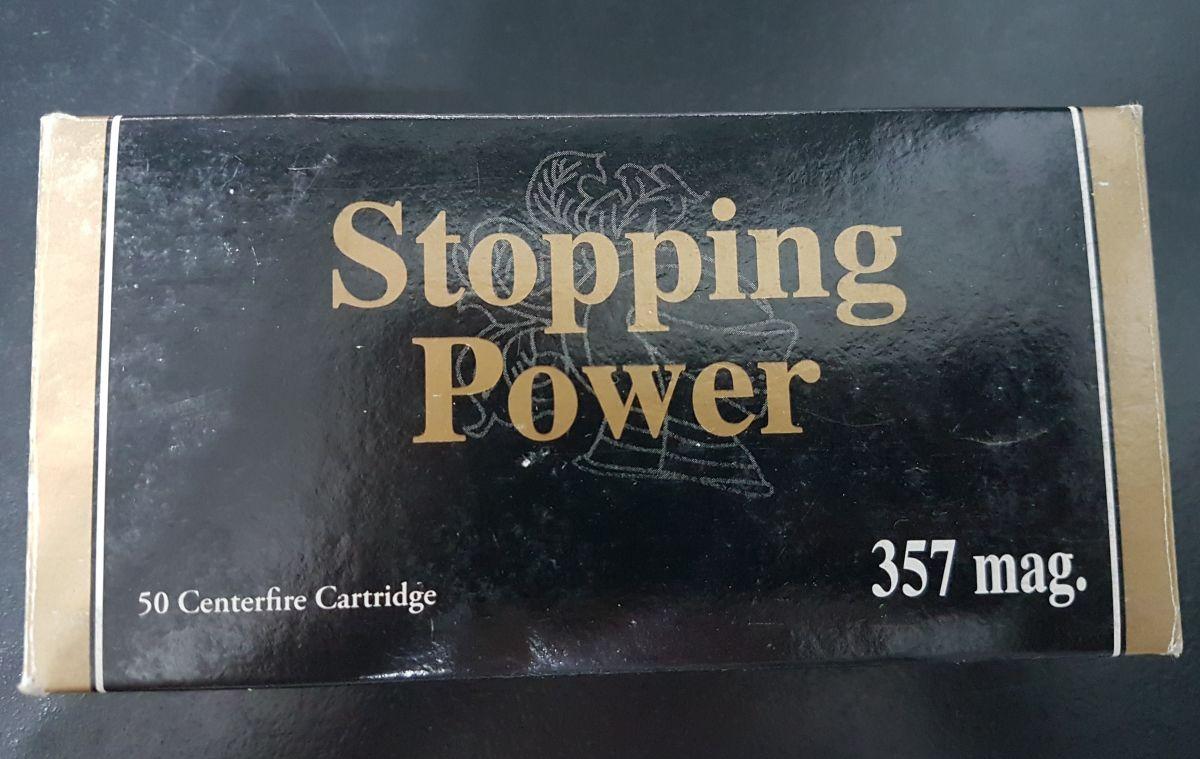 Stopping
Power
50 Centerfire Cartridge
357 mag.